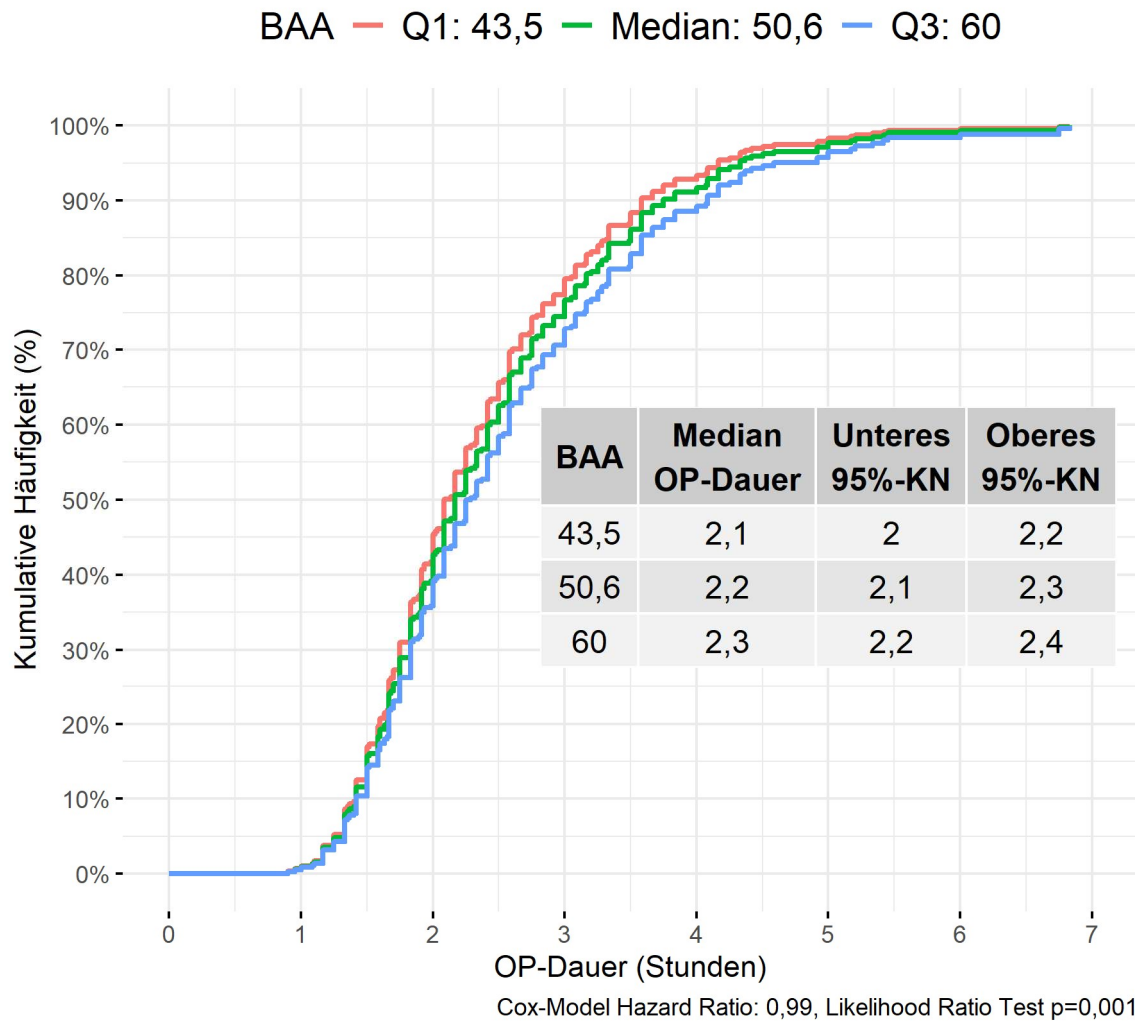 BAA Q1: 43,5 Median: 50,6 Q3: 60
Kumulative Häufigkeit (%)
100%
90%
80%
70%
60%
50%
40%
30%
20%
10%
0%
BAA Median OP-Dauer Unteres 95%-KN Oberes 95%-KN
43,5 2,1 2 2,2
50,6 2,2 2,1 2,3
60 2,3 2,2 2,4
0 1 2 3 4 5 6 7
OP-Dauer (Stunden)
Cox-Model Hazard Ratio: 0,99, Likelihood Ratio Test p=0,001